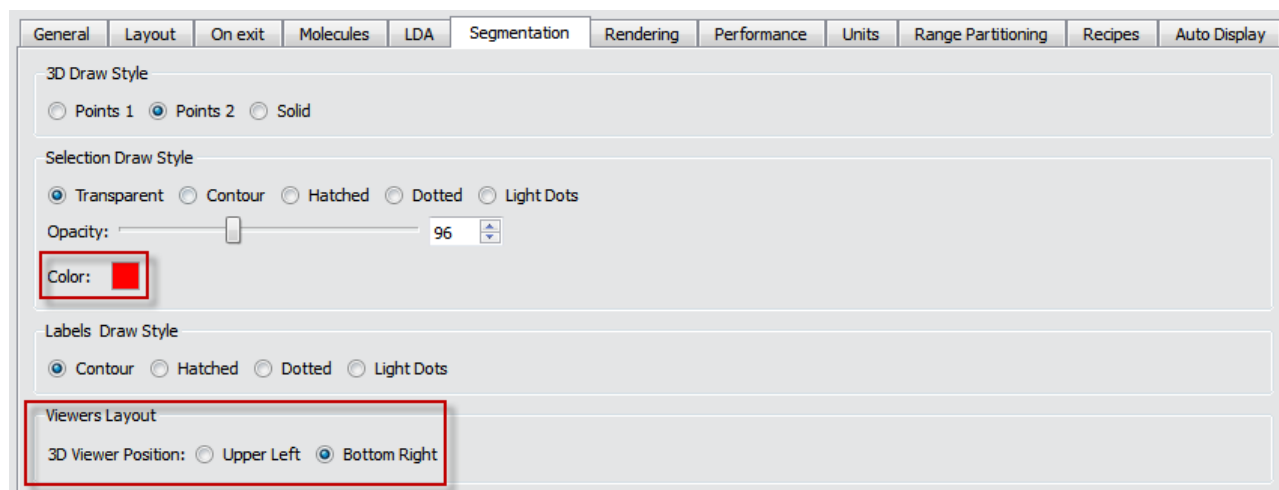 General Layout On exit Molecules LDA Segmentation Rendering Performance Units Range Partitioning Recipes Auto Display
3D Draw Style
Points 1 Points 2 Solid
Selection Draw Style
Transparent Contour Hatched Dotted Light Dots
Opacity: 96
Color:
Labels Draw Style
Contour Hatched Dotted Light Dots
Viewers Layout
3D Viewer Position: Upper Left Bottom Right